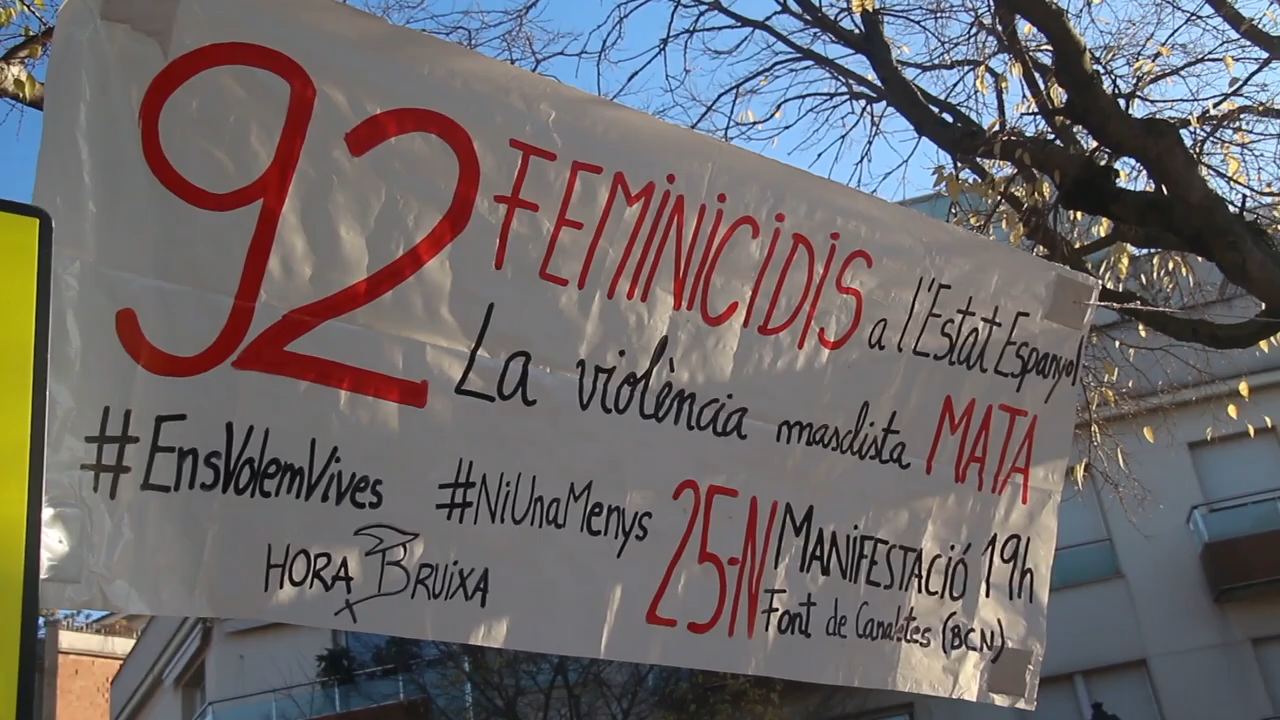 92 FEMINICIDIS a l'Estat Espanyol
La violència masclista MATA
#EnsVolemVives #NiUnaMenys
25-N MANIFESTACIÓ 19h
Font de Canaletes (BCN)
HORA BRUIXA